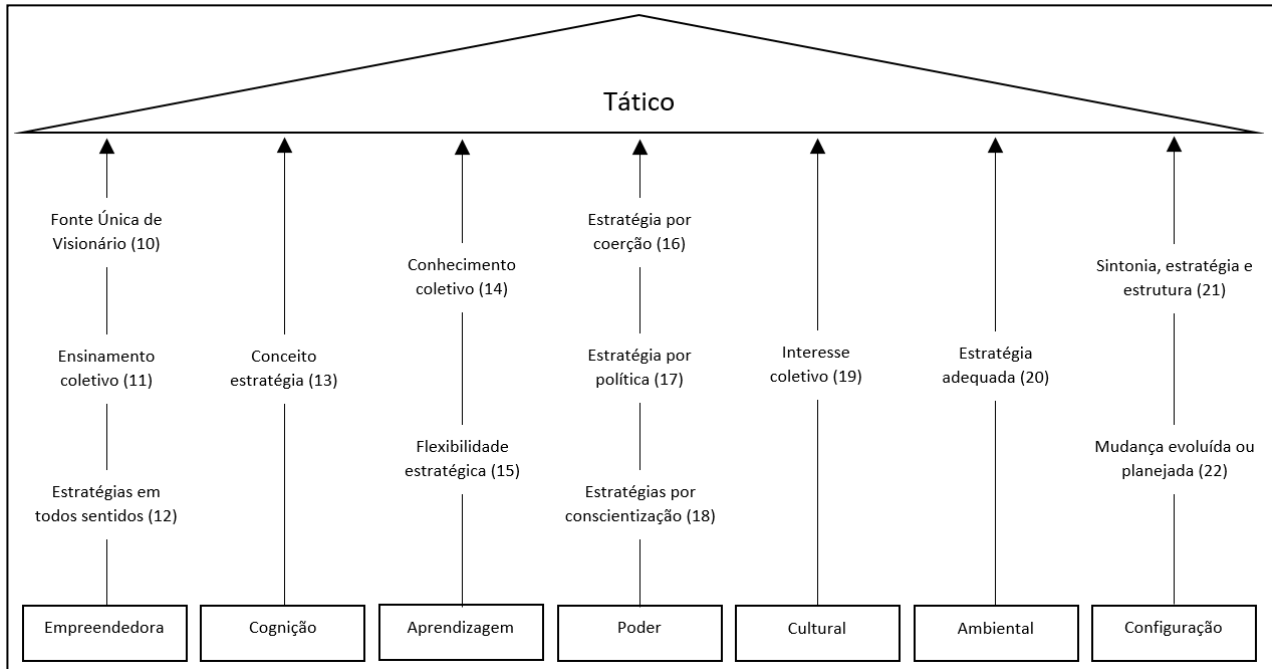 Tático
Fonte Única de
Visionário (10)
Ensinamento
coletivo (11)
Estratégias em
todos sentidos (12)
Conceito
estratégia (13)
Conhecimento
coletivo (14)
Flexibilidade
estratégica (15)
Estratégia por
coerção (16)
Estratégia por
política (17)
Estratégias por
conscientização (18)
Interesse
coletivo (19)
Estratégia
adequada (20)
Sintonia, estratégia e
estrutura (21)
Mudança evoluída ou
planejada (22)
Empreendedora
Cognição
Aprendizagem
Poder
Cultural
Ambiental
Configuração